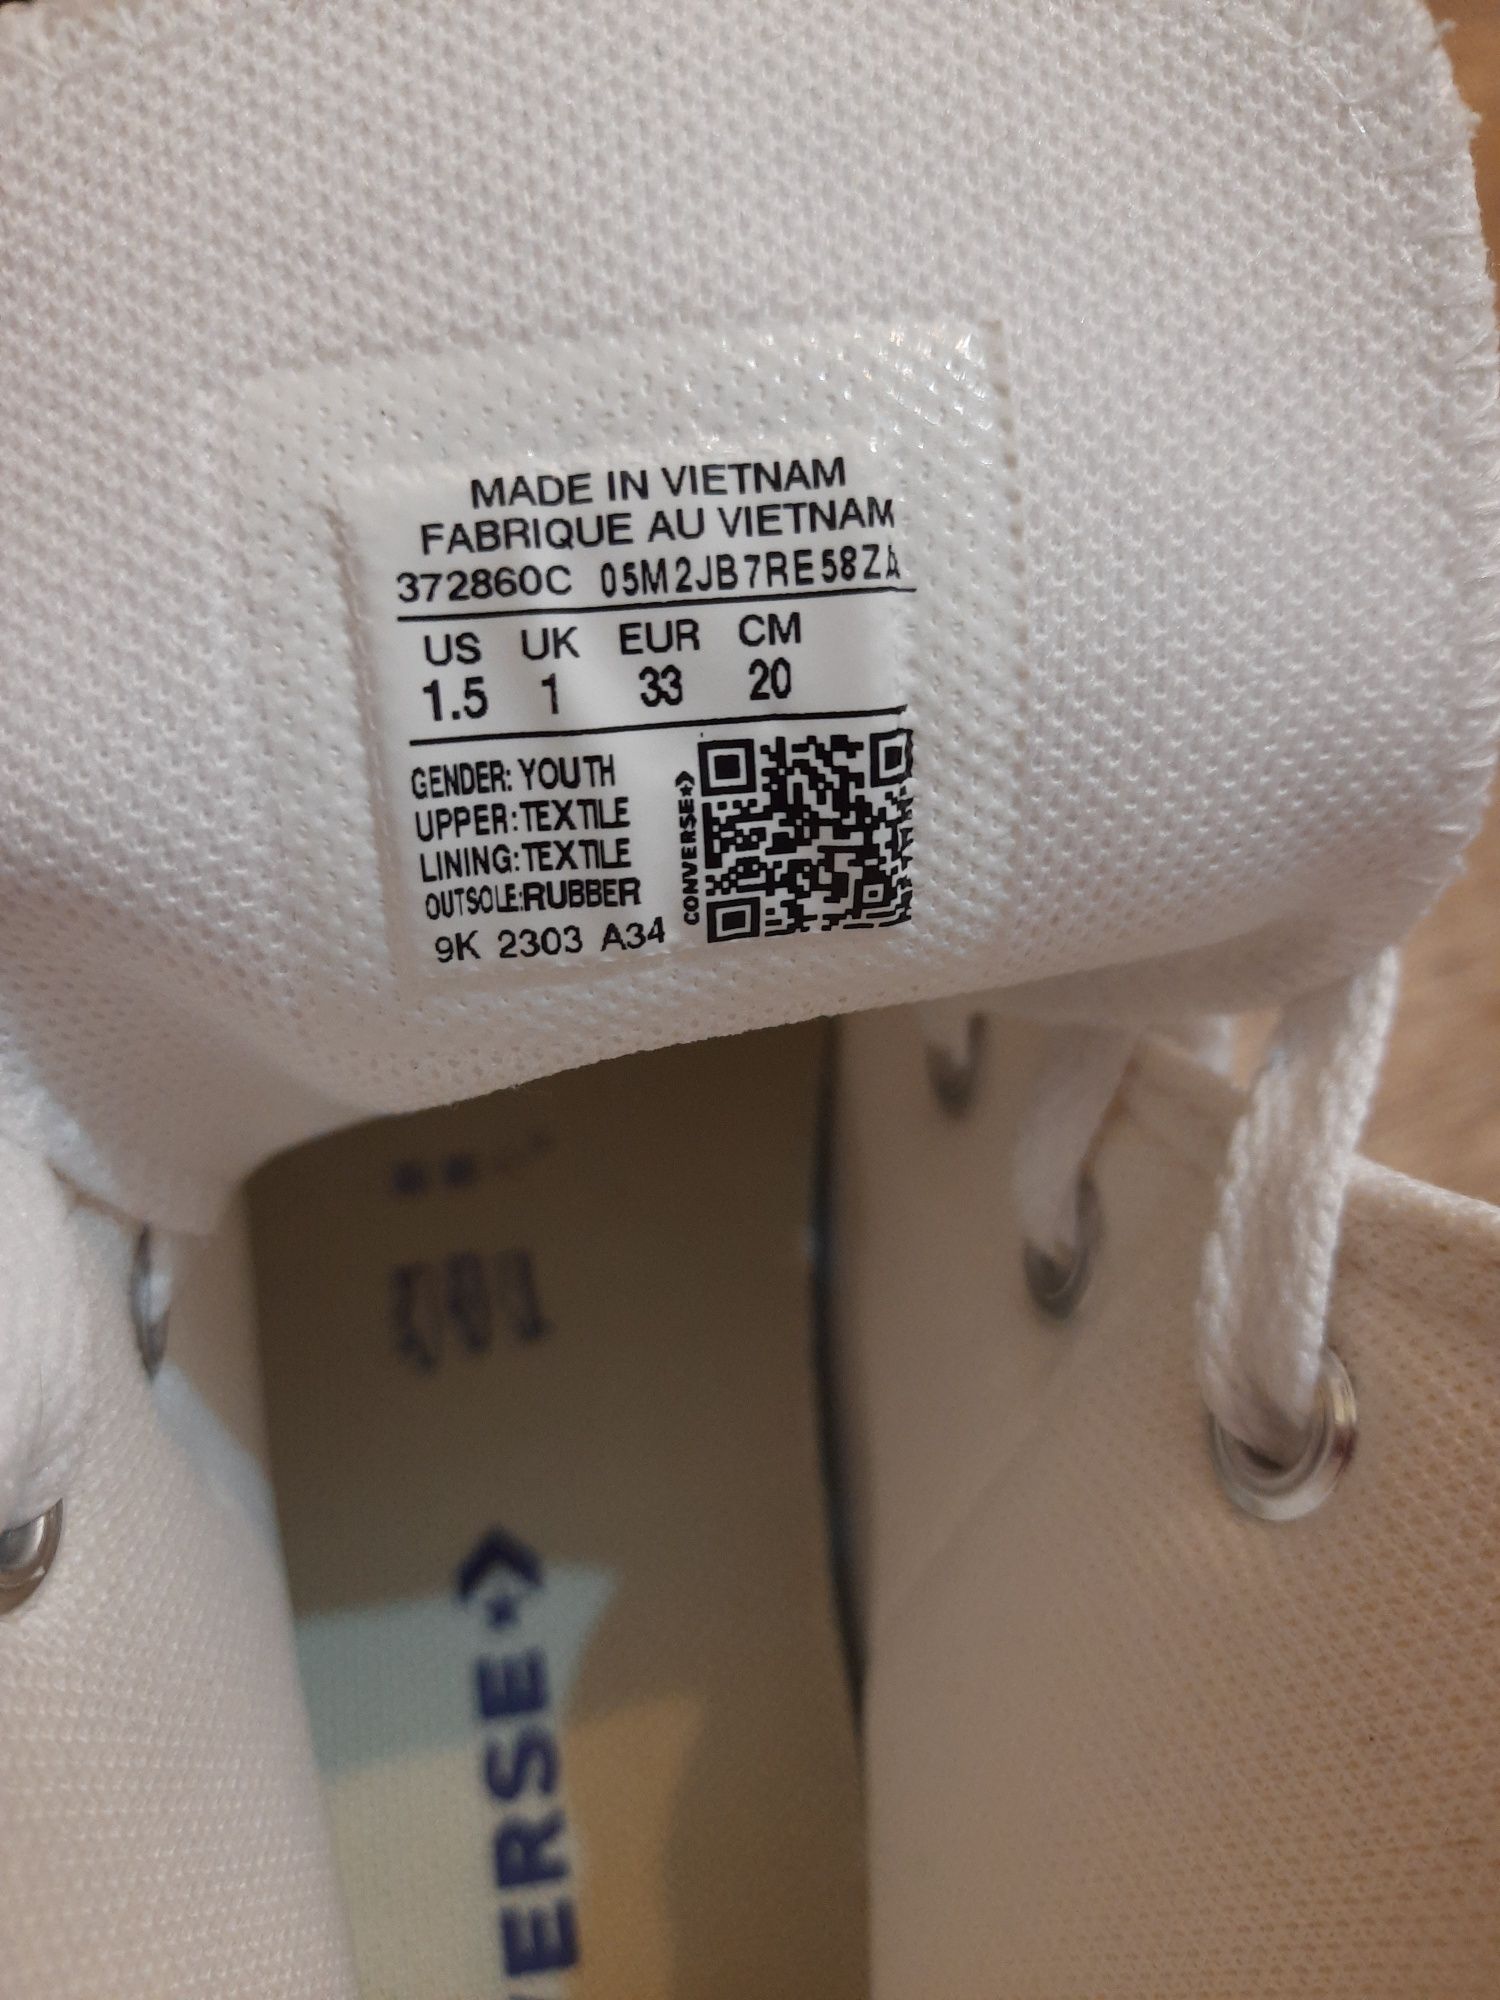 MADE IN VIETNAM
FABRIQUE AU VIETNAM
372860C 05M2JB7RE58ZA
US UK EUR CM
1.5 1 33 20
GENDER: YOUTH
UPPER:TEXTILE
LINING:TEXTILE
OUTSOLE:RUBBER
9K 2303 A34
CONVERSE
VERSE